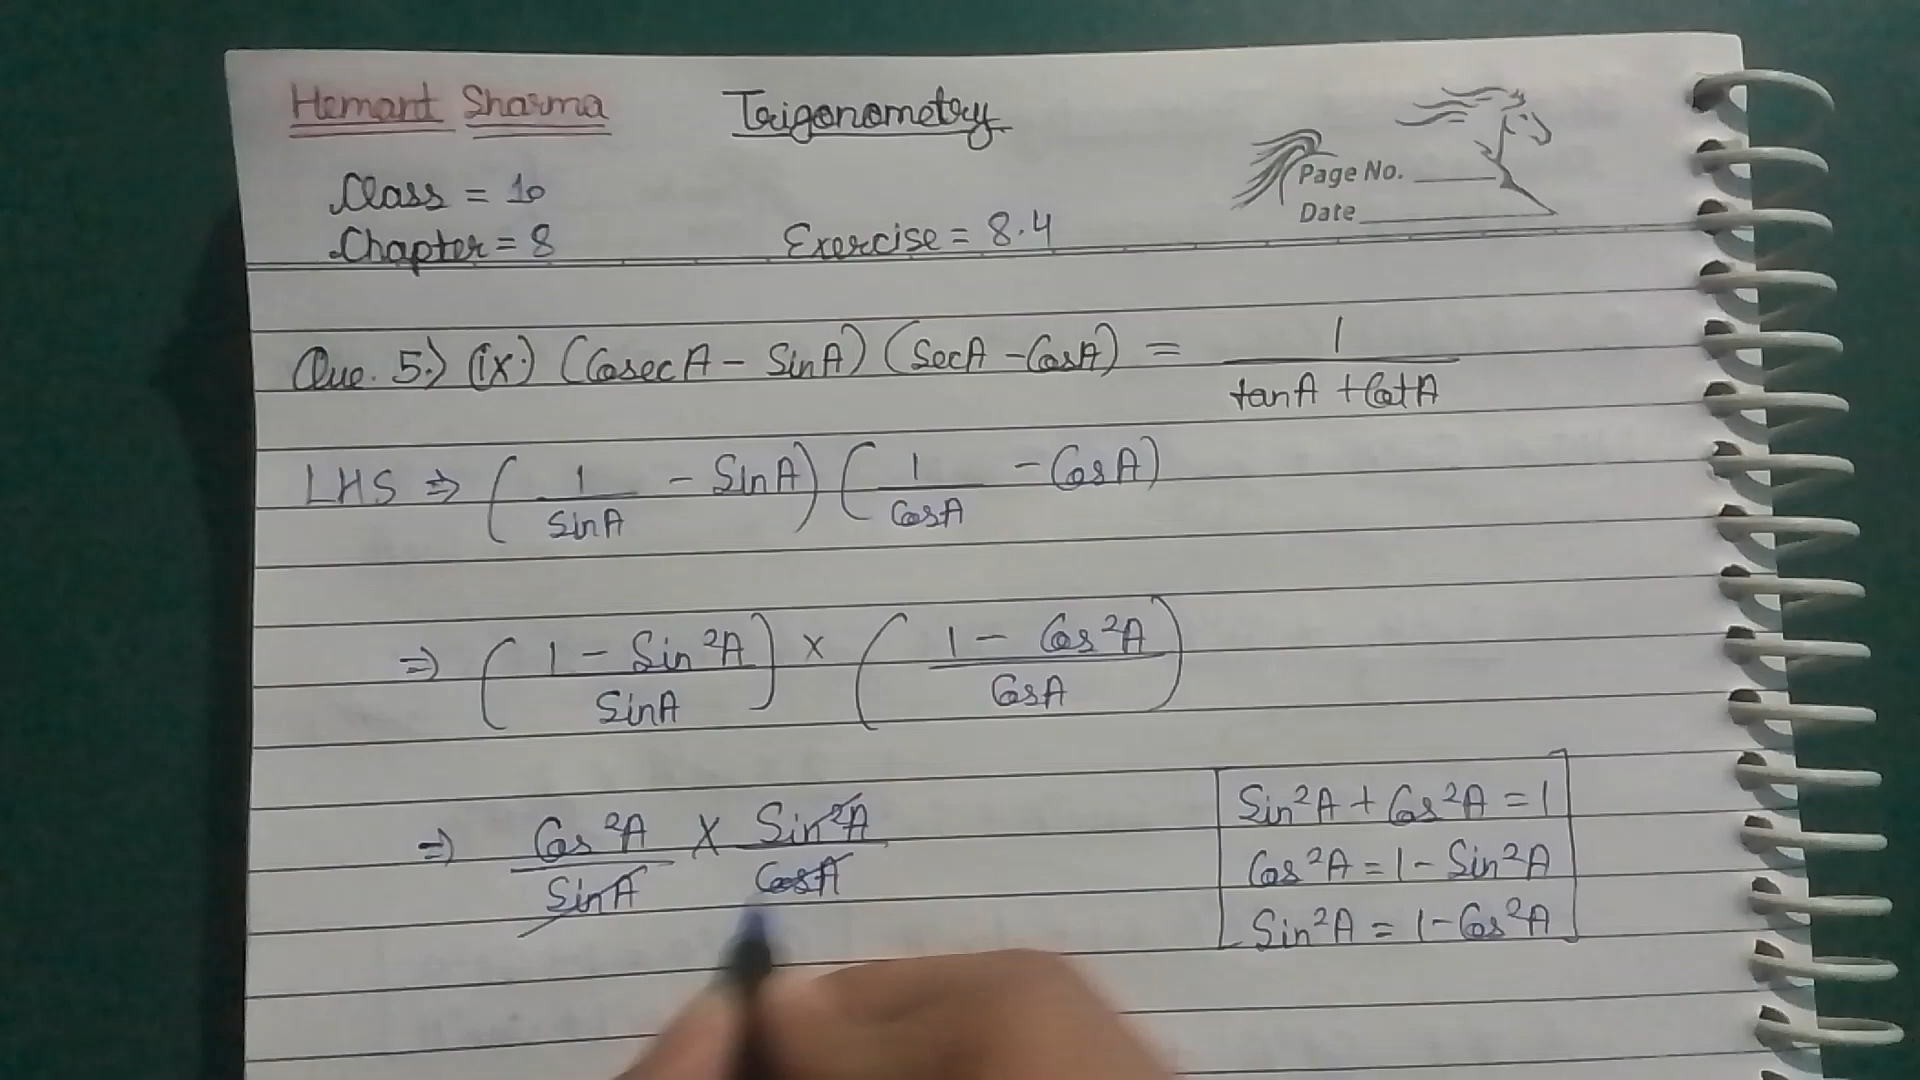 Hemant Sharma Trigonometry
Class = 10
Chapter = 8 Exercise = 8.4
Page No.
Date
Que. 5.) (ix.) (CosecA - SinA) (SecA - CosA) = 1 / tanA + CotA
LHS ⇒ (1/SinA - SinA) (1/CosA - CosA)
⇒ (1 - Sin²A / SinA) × (1 - Cos²A / CosA)
⇒ Cos²A / SinA × Sin²A / CosA
Sin²A + Cos²A = 1
Cos²A = 1 - Sin²A
Sin²A = 1 - Cos²A